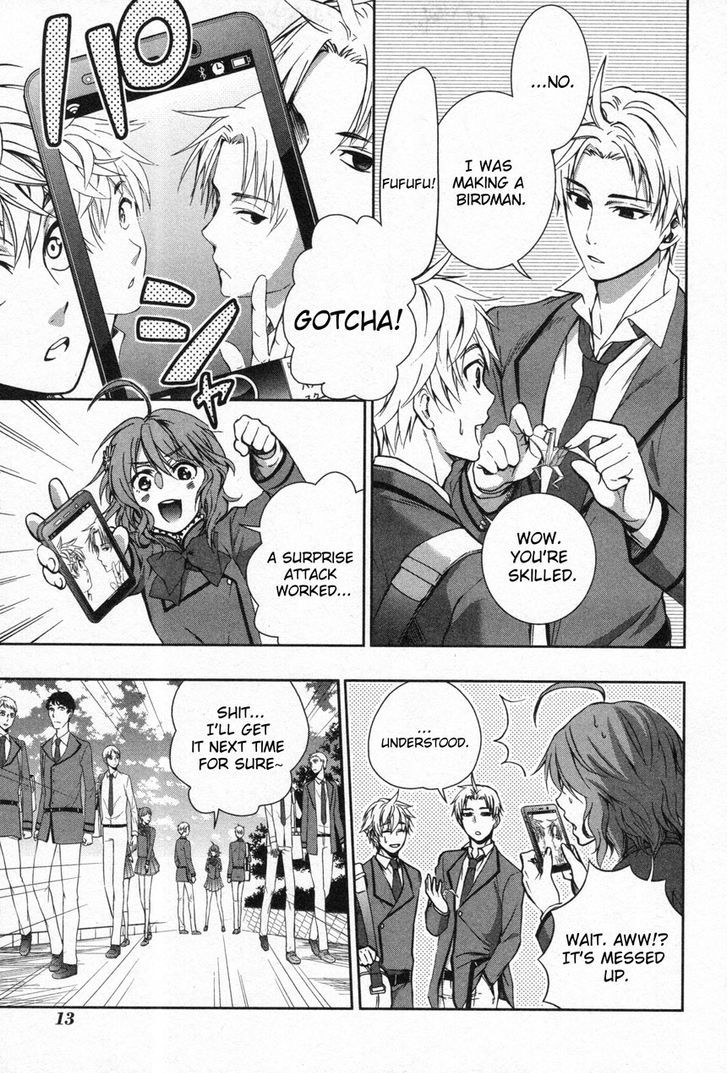 ...NO.
I WAS
MAKING A
BIRDMAN.
WOW.
YOU'RE
SKILLED.
FUFUFU!
GOTCHA!
パシャ
A SURPRISE
ATTACK
WORKED...
WAIT. AWW!?
IT'S MESSED
UP.
...
UNDERSTOOD.
SHIT...
I'LL GET
IT NEXT TIME
FOR SURE~
13